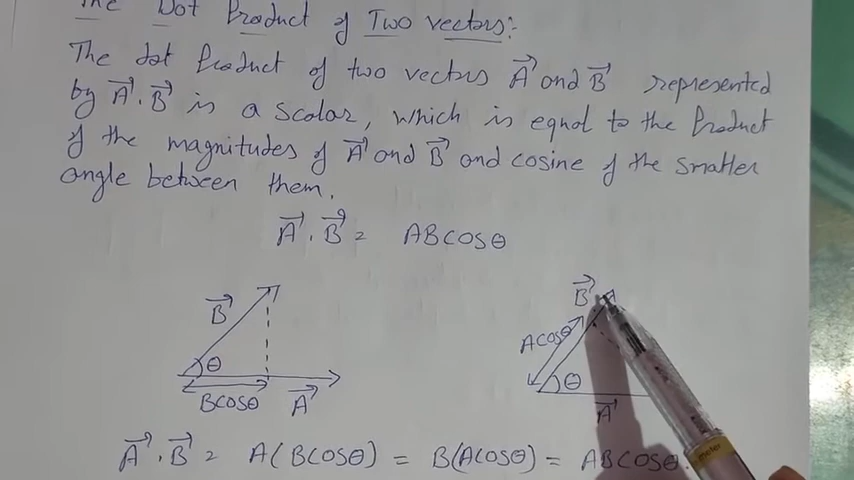 The Dot Product of Two vectors:-
The dot Product of two vectors A⃗ and B⃗ represented
by A⃗ . B⃗ is a scalar, which is equal to the Product
of the magnitudes of A⃗ and B⃗ and cosine of the smaller
angle between them.
A⃗ . B⃗ = ABCOSθ
B⃗
θ
BCOSθ
A⃗
B⃗
ACOSθ
θ
A⃗
A⃗ . B⃗ = A(BCOSθ) = B(ACOSθ) = ABCOSθ